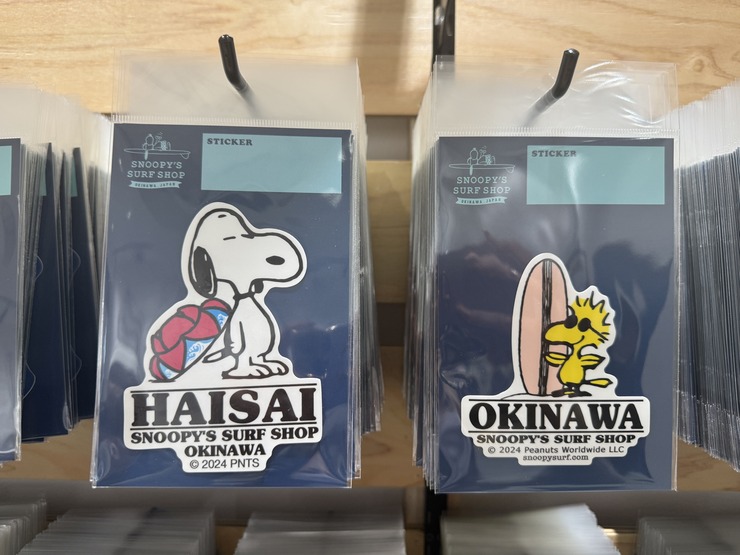 SNOOPY'S
SURF SHOP
OKINAWA JAPAN
STICKER
HAISAI
SNOOPY'S SURF SHOP
OKINAWA
© 2024 PNTS
SNOOPY'S
SURF SHOP
OKINAWA JAPAN
STICKER
OKINAWA
SNOOPY'S SURF SHOP
© 2024 Peanuts Worldwide LLC
snoopysurf.com